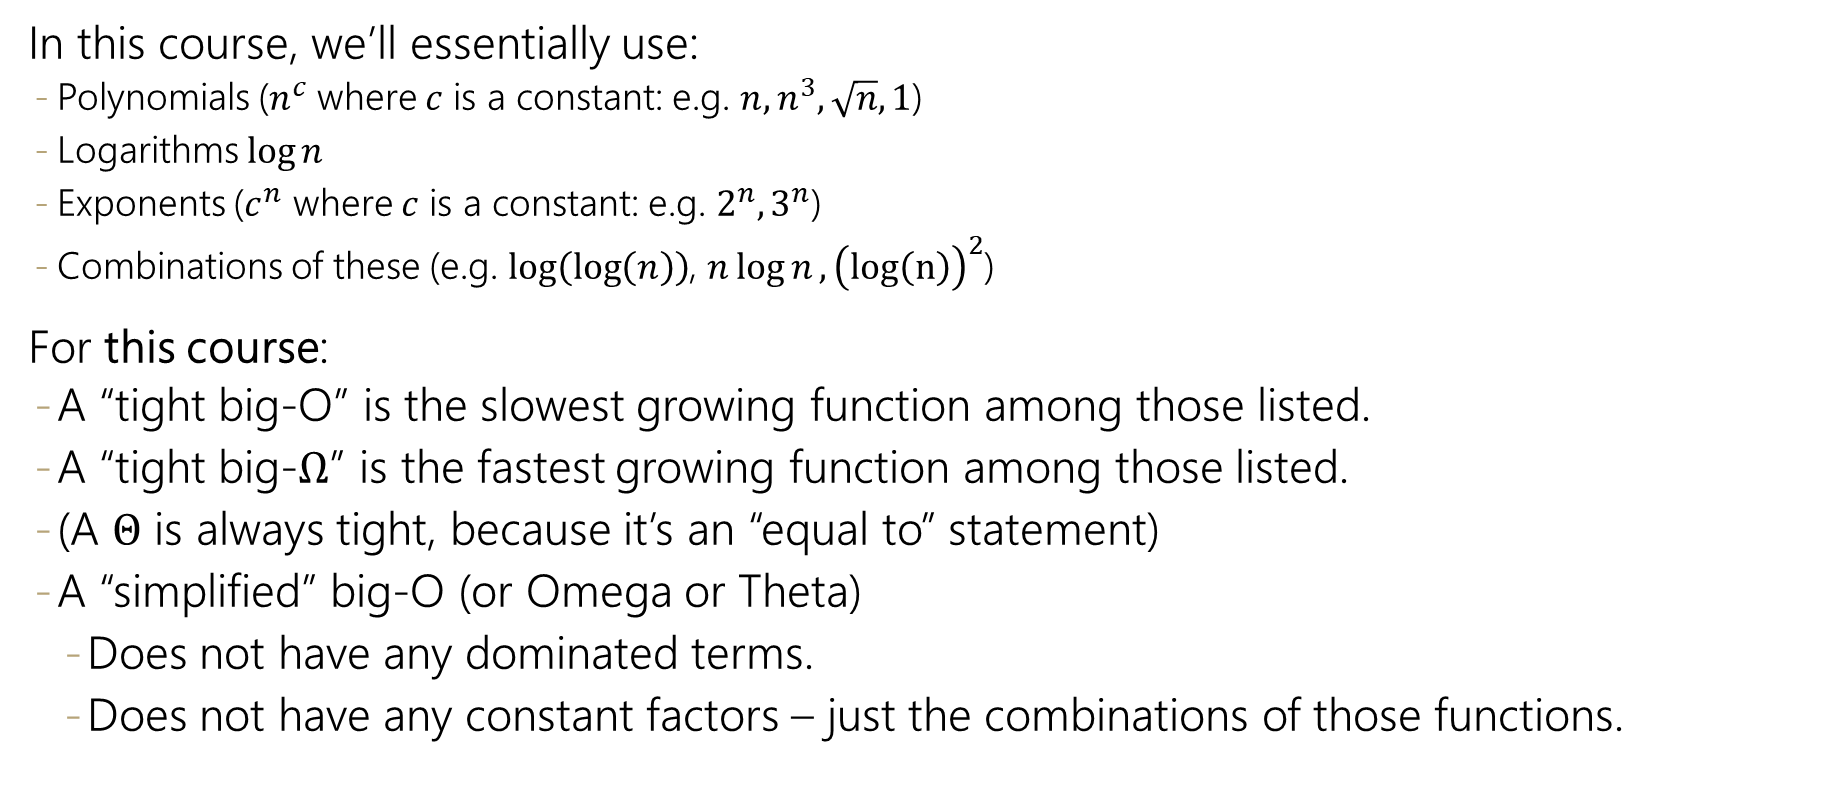 In this course, we’ll essentially use:
- Polynomials (n^c where c is a constant: e.g. n, n^3, √n, 1)
- Logarithms log n
- Exponents (c^n where c is a constant: e.g. 2^n, 3^n)
- Combinations of these (e.g. log(log(n)), n log n, (log(n))^2)
For this course:
- A “tight big-O” is the slowest growing function among those listed.
- A “tight big-Ω” is the fastest growing function among those listed.
- (A Θ is always tight, because it’s an “equal to” statement)
- A “simplified” big-O (or Omega or Theta)
- Does not have any dominated terms.
- Does not have any constant factors – just the combinations of those functions.